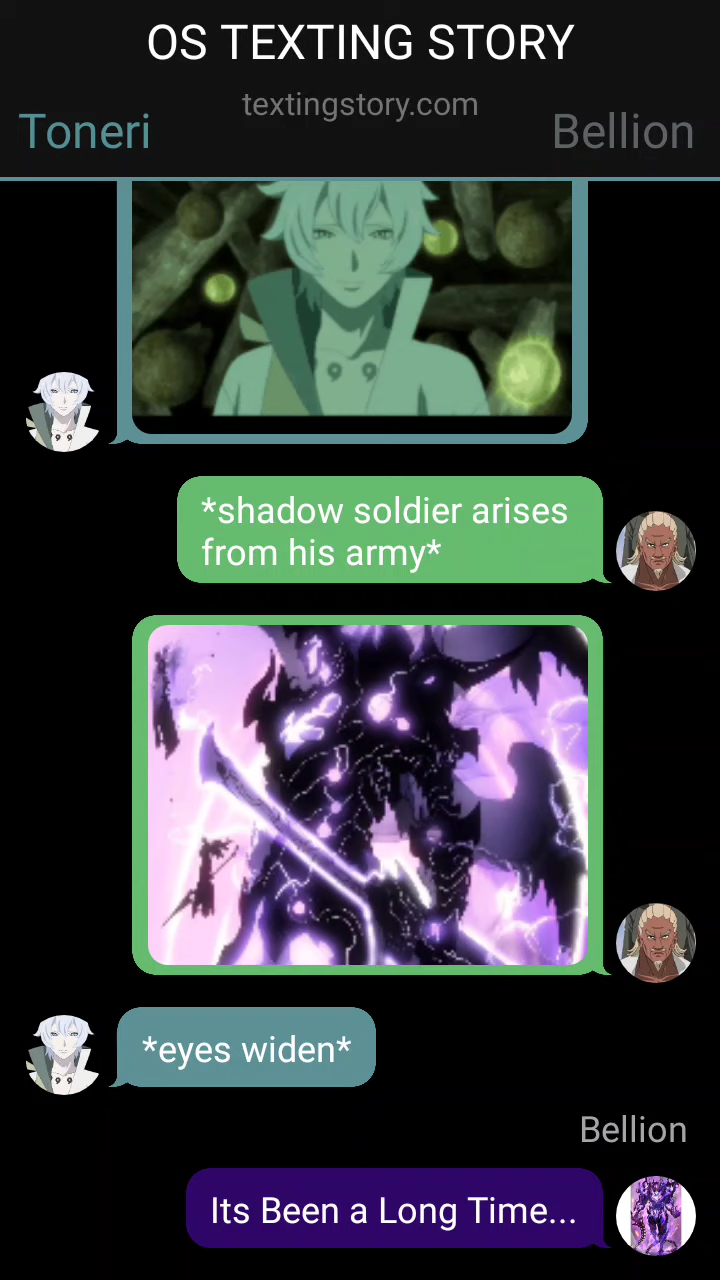 OS TEXTING STORY
textingstory.com
Toneri
Bellion
*shadow soldier arises
from his army*
*eyes widen*
Bellion
Its Been a Long Time...